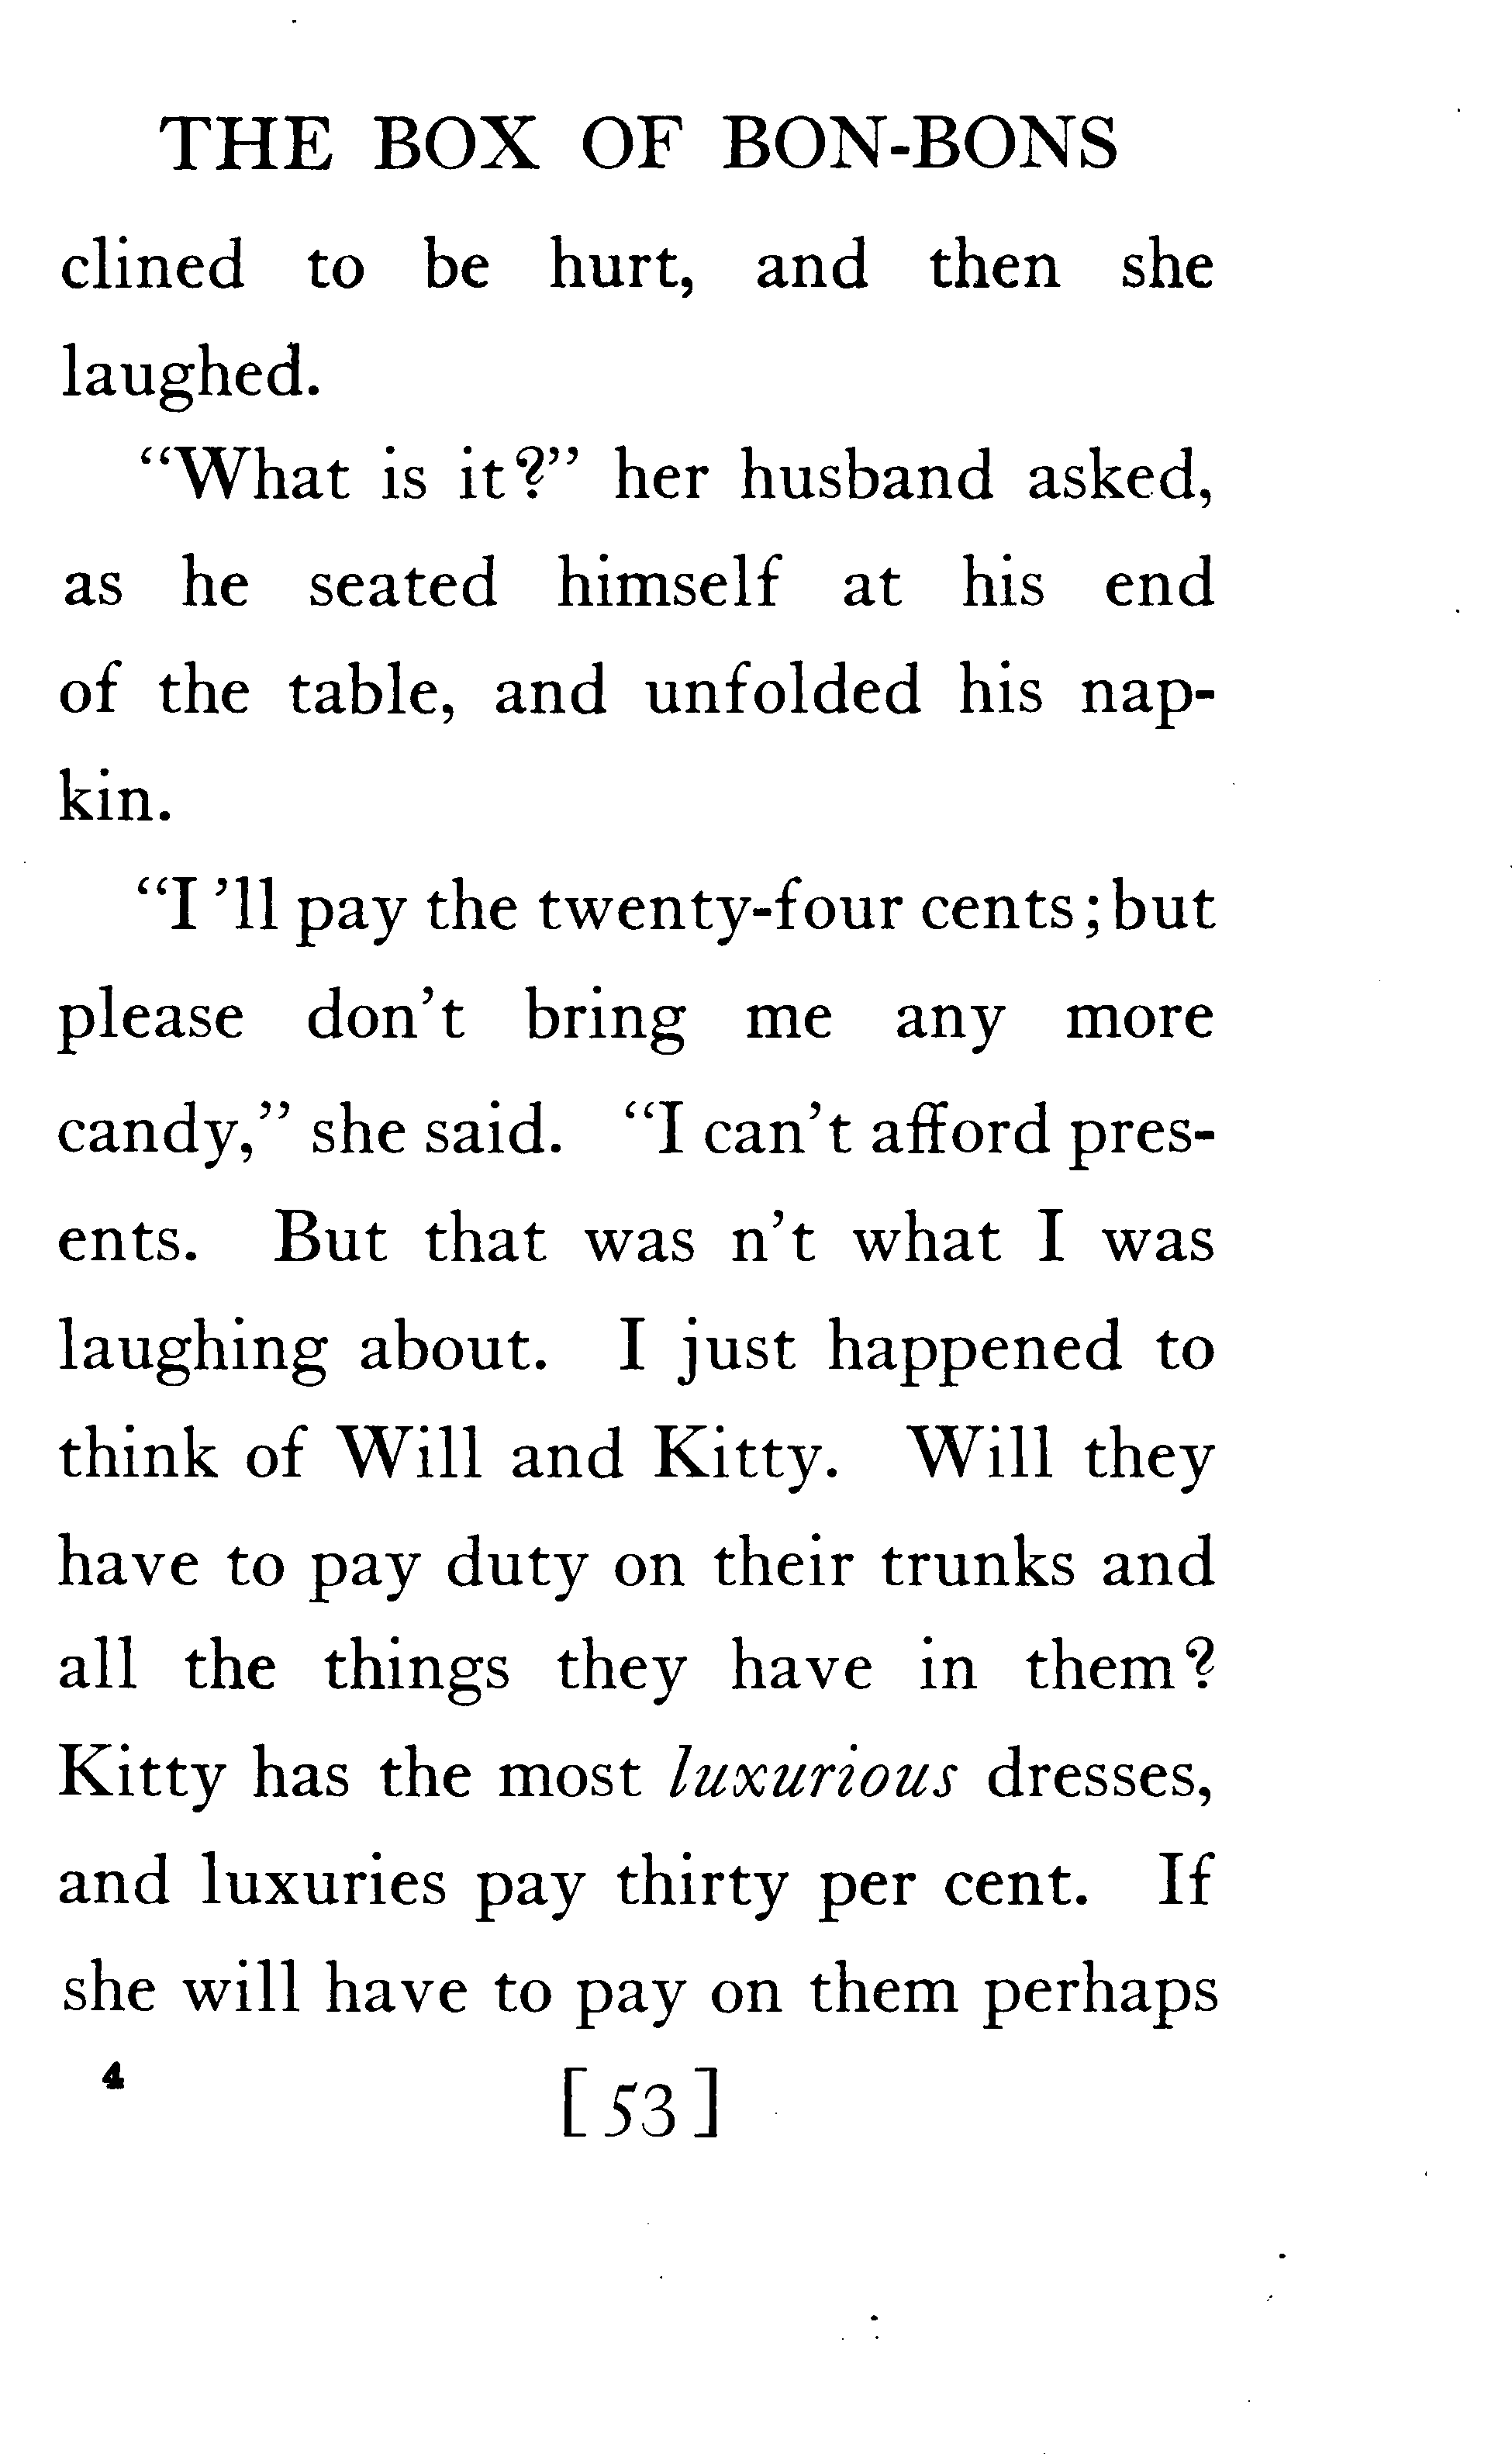 THE BOX OF BON-BONS
clined to be hurt, and then she
laughed.
“What is it?” her husband asked,
as he seated himself at his end
of the table, and unfolded his nap-
kin.
“I ’ll pay the twenty-four cents; but
please don’t bring me any more
candy,” she said. “I can’t afford pres-
ents. But that was n’t what I was
laughing about. I just happened to
think of Will and Kitty. Will they
have to pay duty on their trunks and
all the things they have in them?
Kitty has the most luxurious dresses,
and luxuries pay thirty per cent. If
she will have to pay on them perhaps
4 [53]